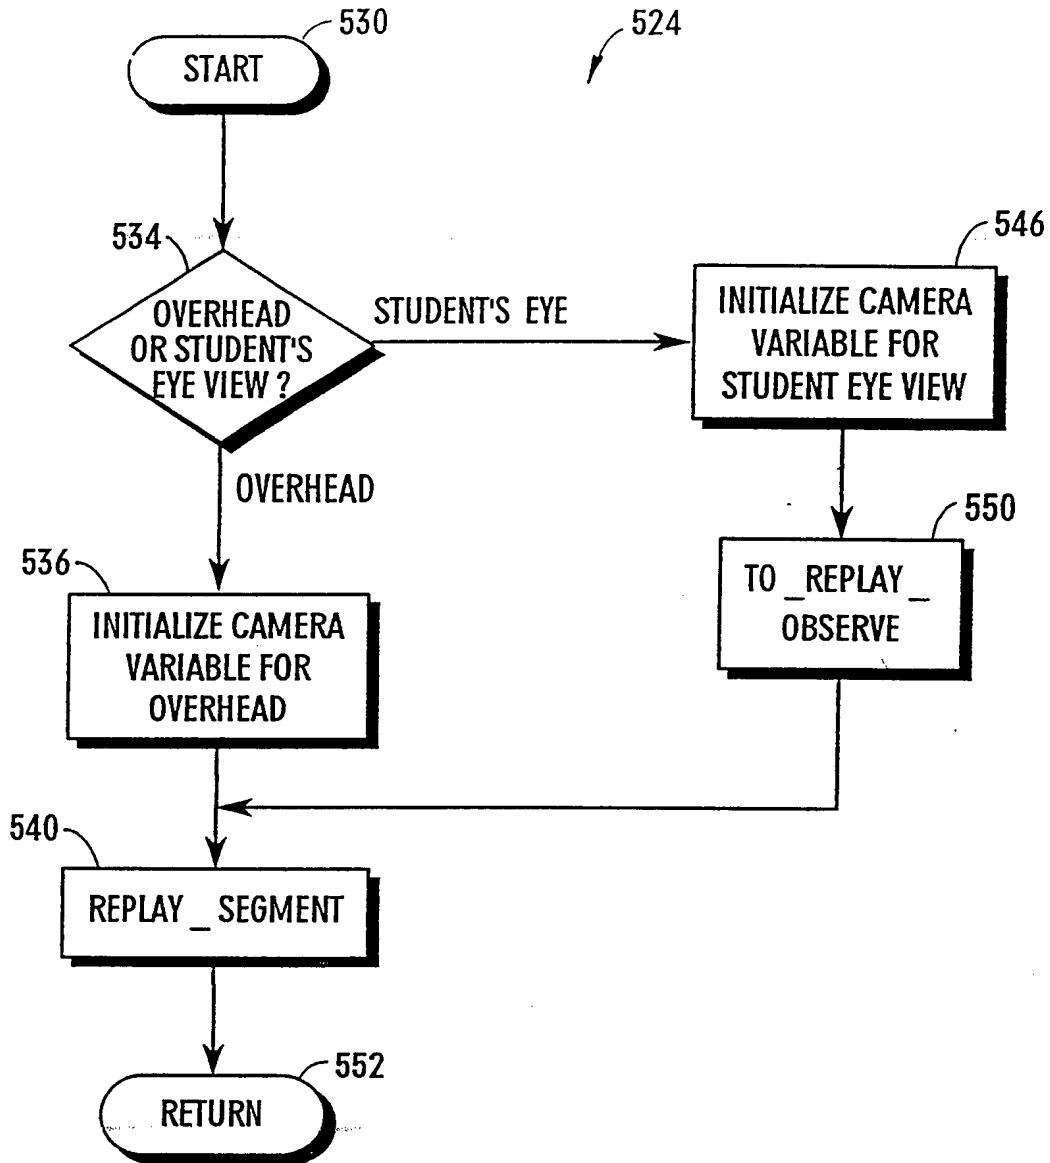 530
524
START
534
546
OVERHEAD
OR STUDENT'S
EYE VIEW ?
STUDENT'S EYE
INITIALIZE CAMERA
VARIABLE FOR
STUDENT EYE VIEW
OVERHEAD
550
TO _REPLAY_
OBSERVE
536
INITIALIZE CAMERA
VARIABLE FOR
OVERHEAD
540
REPLAY _ SEGMENT
552
RETURN